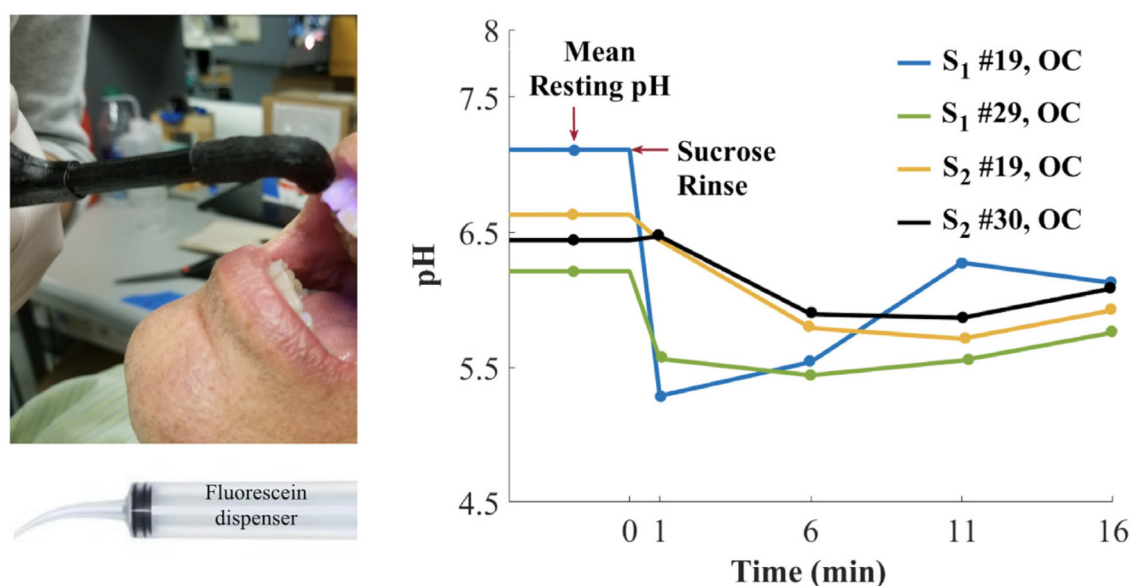 Fluorescein
dispenser
8
7.5
6.5
5.5
4.5
pH
Mean
Resting pH
Sucrose
Rinse
S₁ #19, OC
S₁ #29, OC
S₂ #19, OC
S₂ #30, OC
0 1 6 11 16
Time (min)